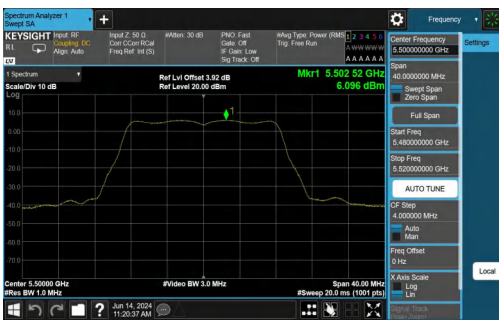 Spectrum Analyzer 1
Swept SA
Frequency
Settings
KEYSIGHT
RL
LV
Input: RF
Coupling: DC
Align: Auto
Input Z: 50 Ω
Corr CCorr RCal
Freq Ref: Int (S)
#Atten: 30 dB
PNO: Fast
Gate: Off
IF Gain: Low
Sig Track: Off
#Avg Type: Power (RMS)
Trig: Free Run
1 2 3 4 5 6
A W W W W W
A A A A A A
1 Spectrum
Scale/Div 10 dB
Log
Ref Lvl Offset 3.92 dB
Ref Level 20.00 dBm
Mkr1 5.502 52 GHz
6.096 dBm
1
10.0
0.00
-10.0
-20.0
-30.0
-40.0
-50.0
-60.0
-70.0
Center 5.50000 GHz
#Res BW 1.0 MHz
#Video BW 3.0 MHz
Span 40.00 MHz
#Sweep 20.0 ms (1001 pts)
Center Frequency
5.500000000 GHz
Span
40.0000000 MHz
Swept Span
Zero Span
Full Span
Start Freq
5.480000000 GHz
Stop Freq
5.520000000 GHz
AUTO TUNE
CF Step
4.000000 MHz
Auto
Man
Freq Offset
0 Hz
X Axis Scale
Log
Lin
Signal Track
Local
?
Jun 14, 2024
11:20:37 AM